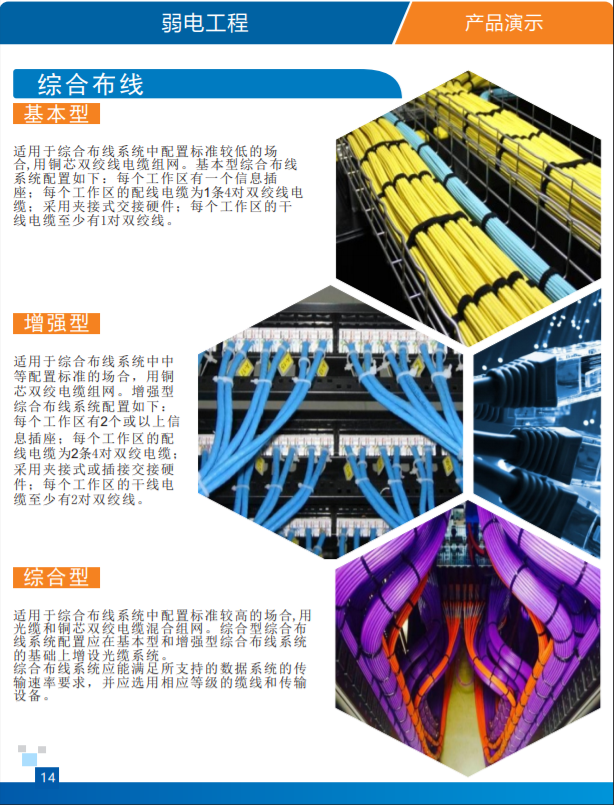 弱电工程
产品演示
综合布线
基本型
适用于综合布线系统中配置标准较低的场
合,用铜芯双绞线电缆组网。基本型综合布线
系统配置如下：每个工作区有一个信息插
座；每个工作区的配线电缆为1条4对双绞线电
缆；采用夹接式交接硬件；每个工作区的干
线电缆至少有1对双绞线。
增强型
适用于综合布线系统中中
等配置标准的场合，用铜
芯双绞电缆组网。增强型
综合布线系统配置如下：
每个工作区有2个或以上信
息插座；每个工作区的配
线电缆为2条4对双绞线电缆；
采用夹接式或插接交接硬
件；每个工作区的干线电
缆至少有2对双绞线。
综合型
适用于综合布线系统中配置标准较高的场合,用
光缆和铜芯双绞电缆混合组网。综合型综合布
线系统配置应在基本型和增强型综合布线系统
的基础上增设光缆系统。
综合布线系统应能满足所支持的数据系统的传
输速率要求，并应选用相应等级的缆线和传输
设备。
14